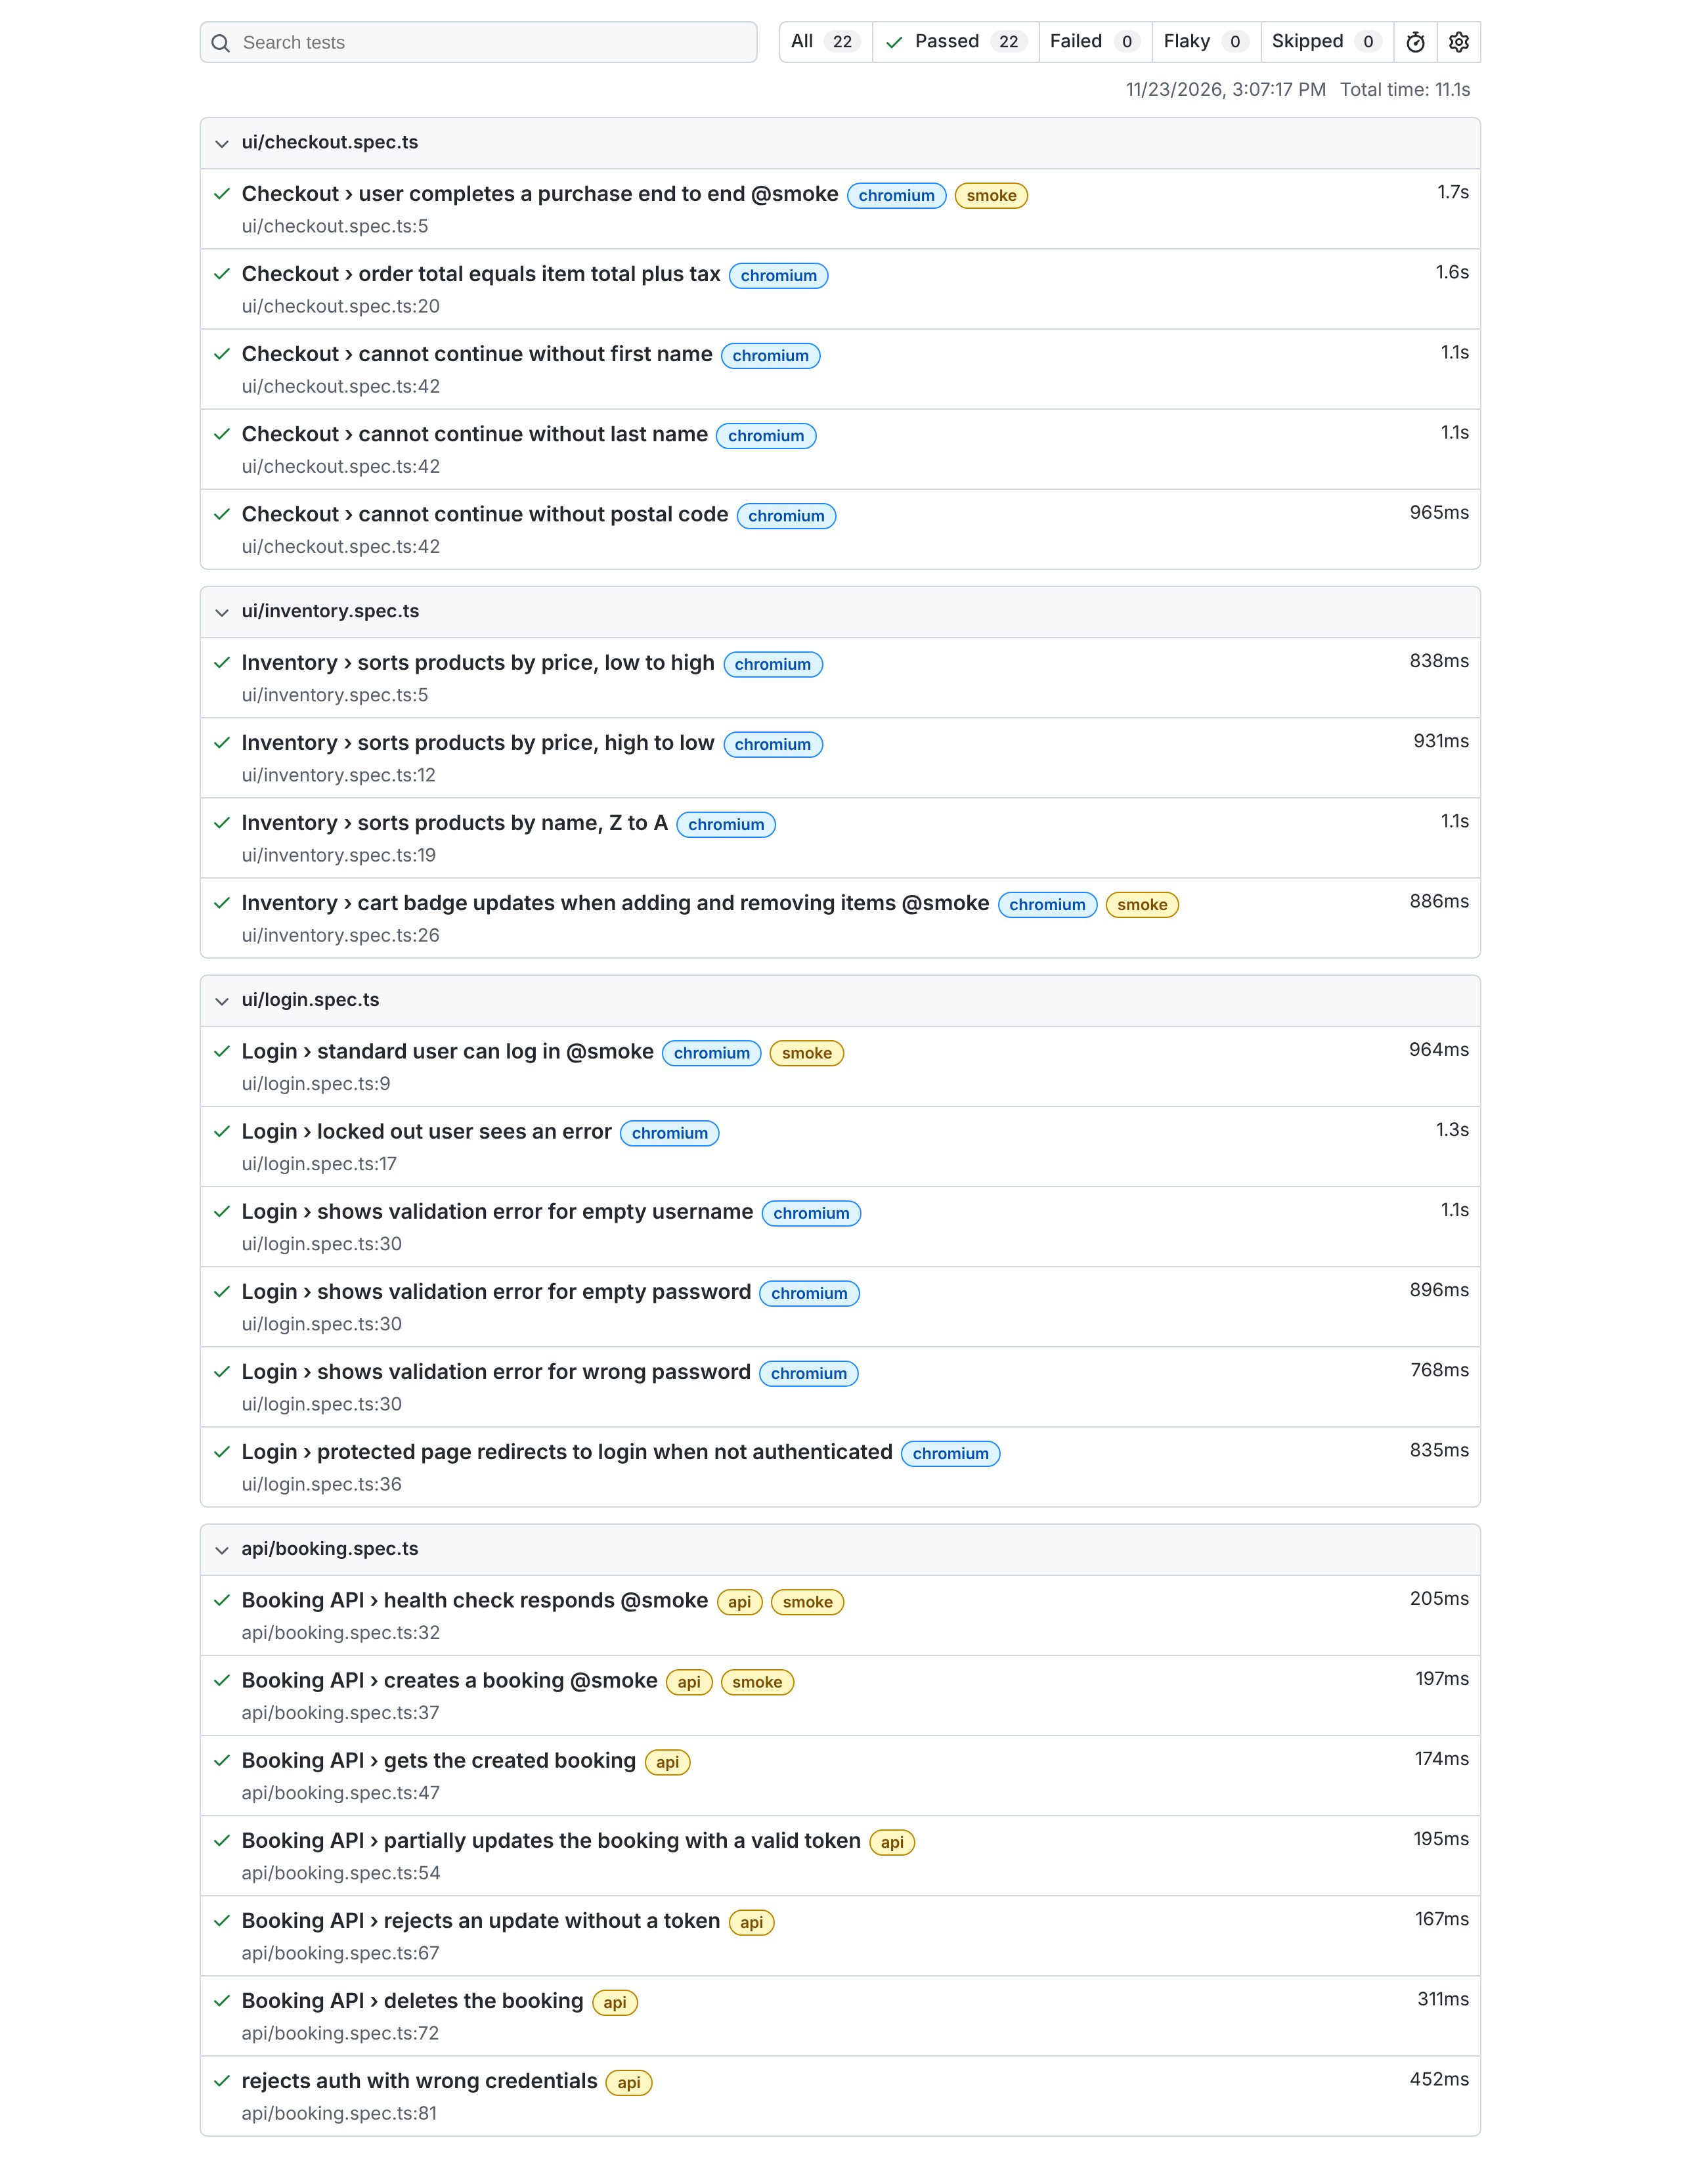 Search tests
All 22 Passed 22 Failed 0 Flaky 0 Skipped 0
11/23/2026, 3:07:17 PM Total time: 11.1s
ui/checkout.spec.ts
Checkout › user completes a purchase end to end @smoke chromium smoke 1.7s
ui/checkout.spec.ts:5
Checkout › order total equals item total plus tax chromium 1.6s
ui/checkout.spec.ts:20
Checkout › cannot continue without first name chromium 1.1s
ui/checkout.spec.ts:42
Checkout › cannot continue without last name chromium 1.1s
ui/checkout.spec.ts:42
Checkout › cannot continue without postal code chromium 965ms
ui/checkout.spec.ts:42
ui/inventory.spec.ts
Inventory › sorts products by price, low to high chromium 838ms
ui/inventory.spec.ts:5
Inventory › sorts products by price, high to low chromium 931ms
ui/inventory.spec.ts:12
Inventory › sorts products by name, Z to A chromium 1.1s
ui/inventory.spec.ts:19
Inventory › cart badge updates when adding and removing items @smoke chromium smoke 886ms
ui/inventory.spec.ts:26
ui/login.spec.ts
Login › standard user can log in @smoke chromium smoke 964ms
ui/login.spec.ts:9
Login › locked out user sees an error chromium 1.3s
ui/login.spec.ts:17
Login › shows validation error for empty username chromium 1.1s
ui/login.spec.ts:30
Login › shows validation error for empty password chromium 896ms
ui/login.spec.ts:30
Login › shows validation error for wrong password chromium 768ms
ui/login.spec.ts:30
Login › protected page redirects to login when not authenticated chromium 835ms
ui/login.spec.ts:36
api/booking.spec.ts
Booking API › health check responds @smoke api smoke 205ms
api/booking.spec.ts:32
Booking API › creates a booking @smoke api smoke 197ms
api/booking.spec.ts:37
Booking API › gets the created booking api 174ms
api/booking.spec.ts:47
Booking API › partially updates the booking with a valid token api 195ms
api/booking.spec.ts:54
Booking API › rejects an update without a token api 167ms
api/booking.spec.ts:67
Booking API › deletes the booking api 311ms
api/booking.spec.ts:72
rejects auth with wrong credentials api 452ms
api/booking.spec.ts:81